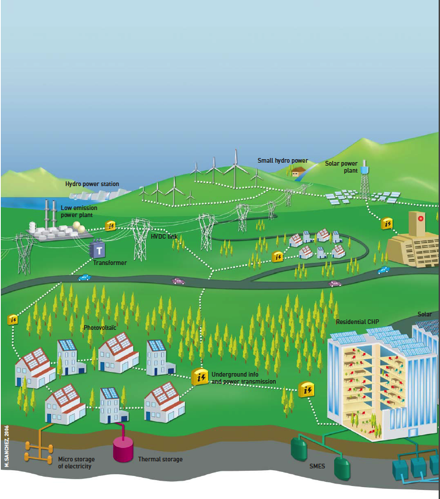 Small hydro power
Solar power
plant
Hydro power station
Low emission
power plant
HVDC link
T
Transformer
Photovoltaic
Residential CHP
Solar
Underground info
and power transmission
M.SANCHEZ, 2006
Micro storage
of electricity
Thermal storage
SMES